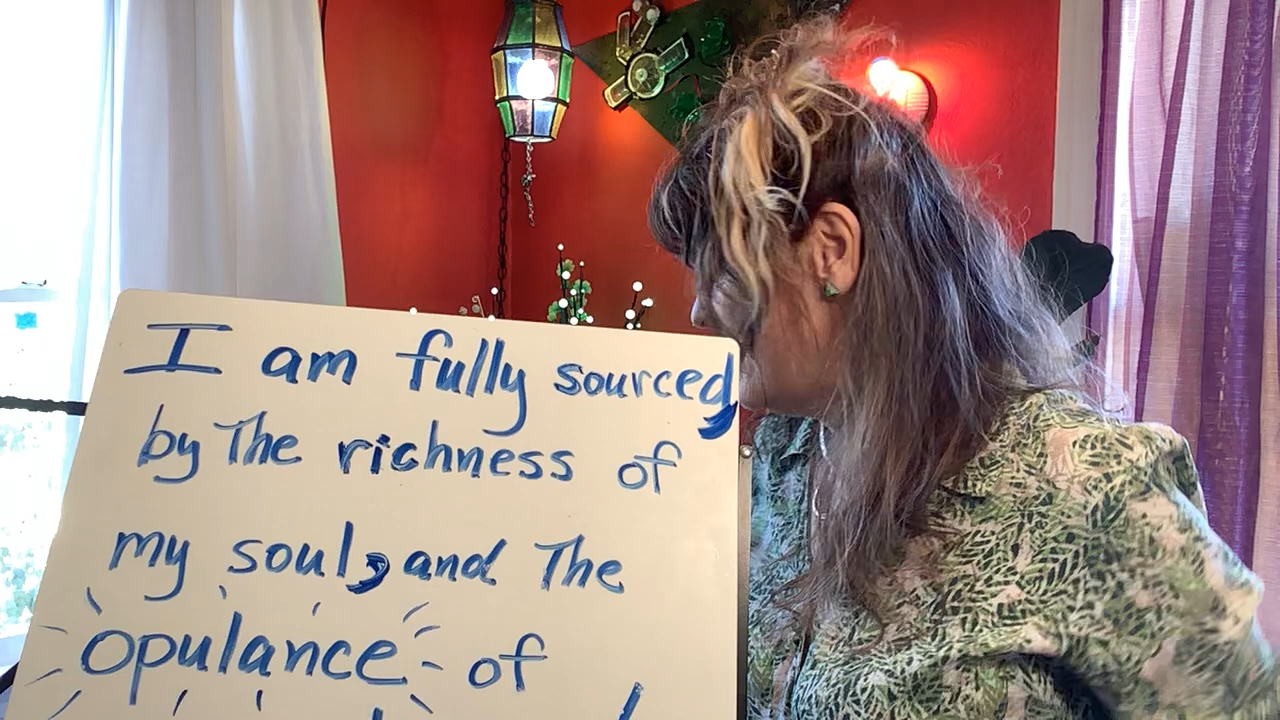 I am fully sourced,
by The richness of
my soul, and The
opulance of